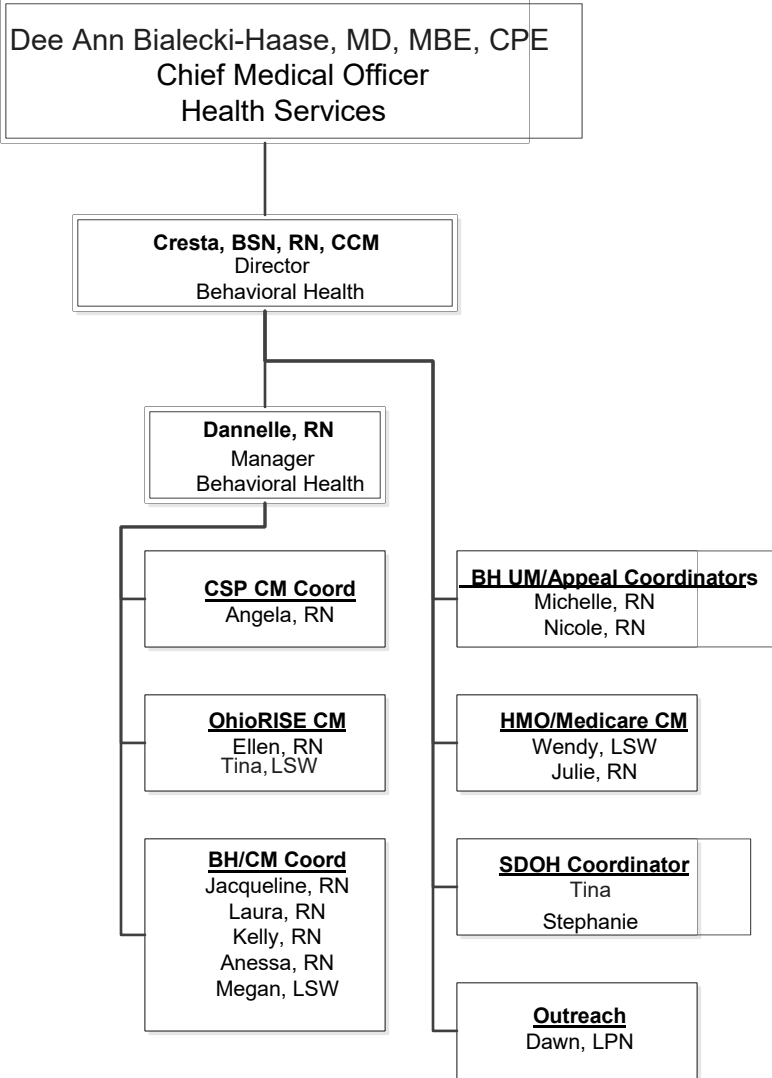 Dee Ann Bialecki-Haase, MD, MBE, CPE
Chief Medical Officer
Health Services
Cresta, BSN, RN, CCM
Director
Behavioral Health
Dannelle, RN
Manager
Behavioral Health
CSP CM Coord
Angela, RN
OhioRISE CM
Ellen, RN
Tina, LSW
BH/CM Coord
Jacqueline, RN
Laura, RN
Kelly, RN
Anessa, RN
Megan, LSW
BH UM/Appeal Coordinators
Michelle, RN
Nicole, RN
HMO/Medicare CM
Wendy, LSW
Julie, RN
SDOH Coordinator
Tina
Stephanie
Outreach
Dawn, LPN